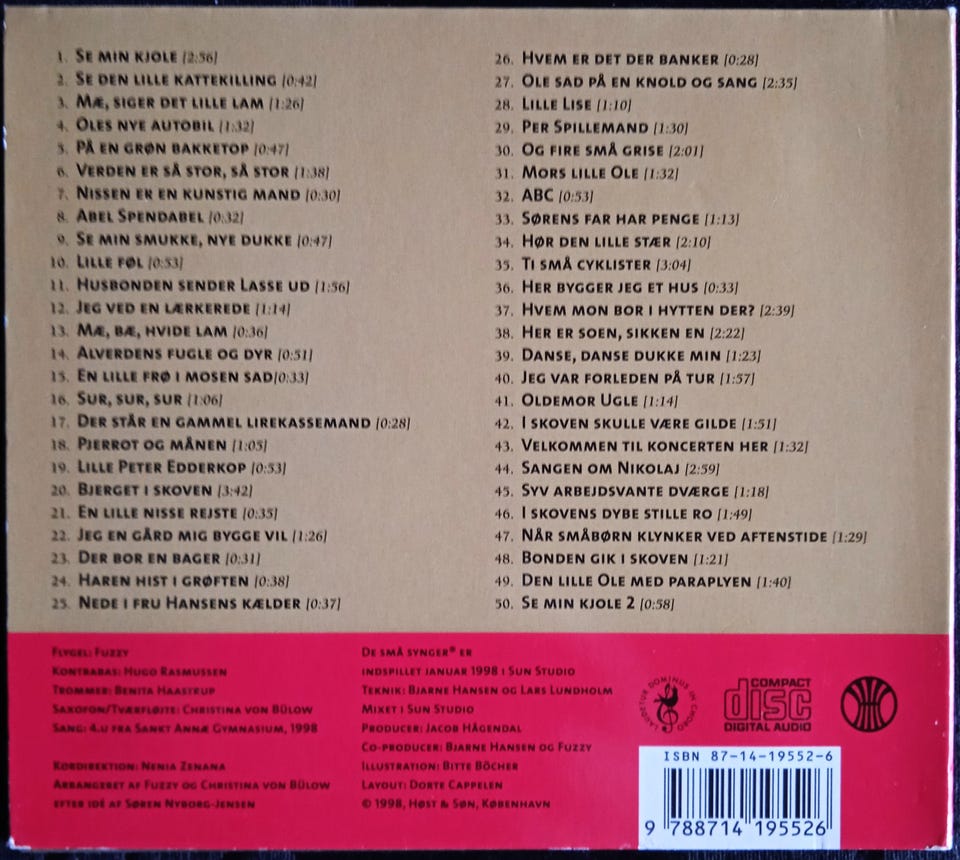 1. Se min kjole [2:56]
2. Se den lille kattekilling [0:42]
3. Mæ, siger det lille lam [1:26]
4. Oles nye autobil [1:32]
5. På en grøn bakketop [0:47]
6. Verden er så stor, så stor [1:38]
7. Nissen er en kunstig mand [0:30]
8. Abel Spendabel [0:32]
9. Se min smukke, nye dukke [0:47]
10. Lille føl [0:53]
11. Husbonden sender Lasse ud [1:56]
12. Jeg ved en lærkerede [1:14]
13. Mæ, bæ, hvide lam [0:36]
14. Alverdens fugle og dyr [0:51]
15. En lille frø i mosen sad[0:33]
16. Sur, sur, sur [1:06]
17. Der står en gammel lirekassemand [0:28]
18. Pjerrot og månen [1:05]
19. Lille Peter Edderkop [0:53]
20. Bjerget i skoven [3:42]
21. En lille nisse rejste [0:35]
22. Jeg en gård mig bygge vil [1:26]
23. Der bor en bager [0:31]
24. Haren hist i grøften [0:38]
25. Nede i fru Hansens kælder [0:37]
26. Hvem er det der banker [0:28]
27. Ole sad på en knold og sang [2:35]
28. Lille Lise [1:10]
29. Per Spillemand [1:30]
30. Og fire små grise [2:01]
31. Mors lille Ole [1:32]
32. ABC [0:53]
33. Sørens far har penge [1:13]
34. Hør den lille stær [2:10]
35. Ti små cyklister [3:04]
36. Her bygger jeg et hus [0:33]
37. Hvem mon bor i hytten der? [2:39]
38. Her er soen, sikken en [2:22]
39. Danse, danse dukke min [1:23]
40. Jeg var forleden på tur [1:57]
41. Oldemor Ugle [1:14]
42. I skoven skulle være gilde [1:51]
43. Velkommen til koncerten her [1:32]
44. Sangen om Nikolaj [2:59]
45. Syv arbejdsvante dværge [1:18]
46. I skovens dybe stille ro [1:49]
47. Når småbørn klynker ved aftenstide [1:29]
48. Bonden gik i skoven [1:21]
49. Den lille Ole med paraplyen [1:40]
50. Se min kjole 2 [0:58]
Flygel: Fuzzy
Kontrabas: Hugo Rasmussen
Trommer: Benita Haastrup
Saxofon/Tværfløjte: Christina von Bülow
Sang: 4.u fra Sankt Annæ Gymnasium, 1998
Kordirektion: Nenia Zenana
Arrangeret af Fuzzy og Christina von Bülow
efter idé af Søren Nyborg-Jensen
De små synger® er
indspillet januar 1998 i Sun Studio
Teknik: Bjarne Hansen og Lars Lundholm
Mixet i Sun Studio
Producer: Jacob Hågendal
Co-producer: Bjarne Hansen og Fuzzy
Illustration: Bitte Böcher
Layout: Dorte Cappelen
© 1998, Høst & Søn, København
LAUDETUR DOMINUS IN CHORO
COMPACT
disc
DIGITAL AUDIO
ISBN 87-14-19552-6
9 788714 195526